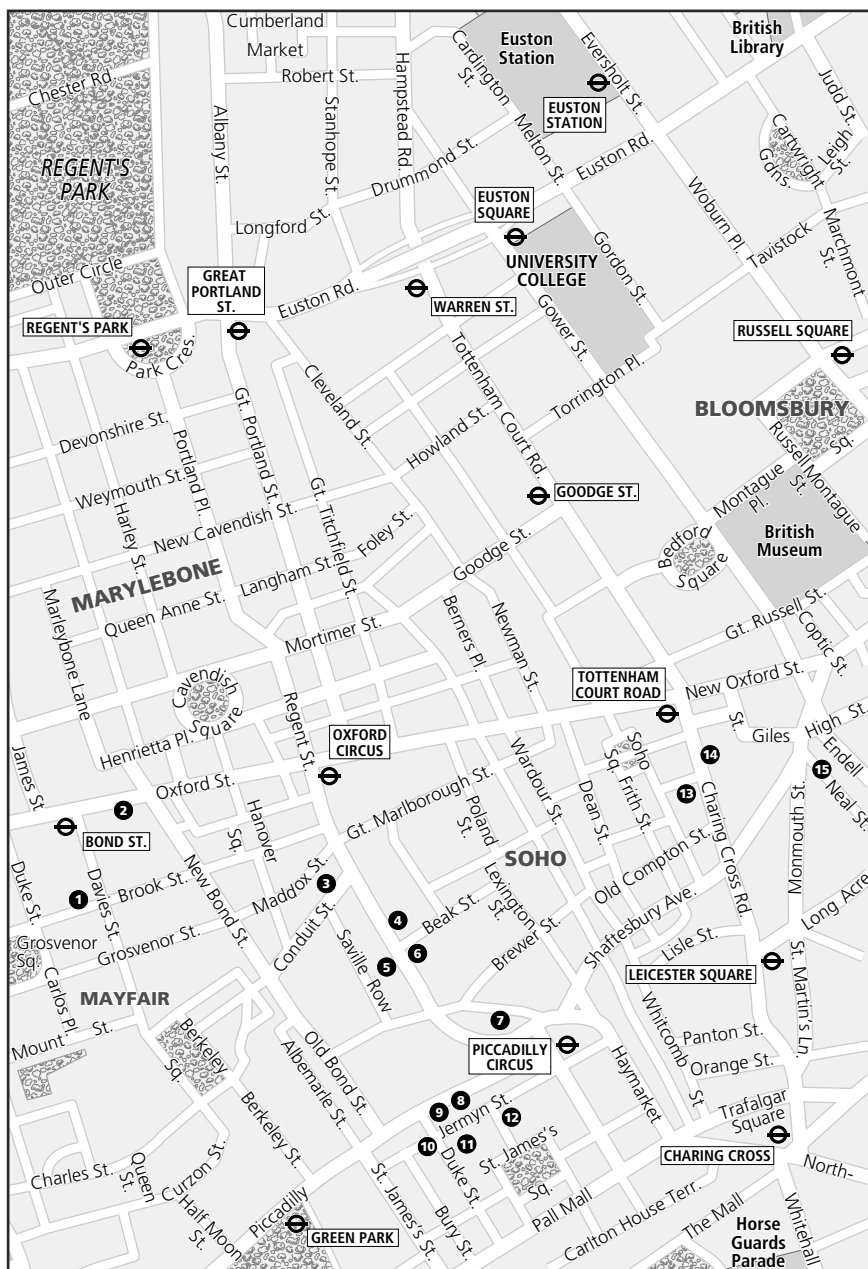 Cumberland
Market
Robert St.
Chester Rd.
Albany St.
Stanhope St.
Hampstead Rd.
Cardington
St.
Euston
Station
EUSTON
STATION
Eversholt St.
British
Library
Judd St.
Leigh
St.
Cartwright
Gdns.
REGENT'S
PARK
Drummond St.
Melton St.
Euston Rd.
Longford St.
EUSTON
SQUARE
UNIVERSITY
COLLEGE
Gordon St.
Woburn Pl.
Tavistock
Marchmont
St.
Outer Circle
GREAT
PORTLAND
ST.
Euston Rd.
WARREN ST.
Gower St.
REGENT'S PARK
Park Cres.
RUSSELL SQUARE
Cleveland St.
Tottenham Court Rd.
Torrington Pl.
BLOOMSBURY
Devonshire St.
Portland Pl.
Gt. Portland St.
Howland St.
Russell
Sq.
Weymouth St.
Harley St.
Gt. Titchfield St.
GOODGE ST.
Montague
Pl.
Montague
St.
New Cavendish St.
Foley St.
Goodge St.
Bedford
Square
British
Museum
MARYLEBONE
Langham St.
Queen Anne St.
Marleybone Lane
Mortimer St.
Berners Pl.
Newman St.
Gt. Russell St.
Coptic St.
Cavendish
Square
TOTTENHAM
COURT ROAD
New Oxford St.
Regent St.
Henrietta Pl.
OXFORD
CIRCUS
Wardour St.
Soho
Sq.
St.
Giles
High St.
Endell
James St
Oxford St.
14
15
2
Hanover
Sq.
Gt. Marlborough St.
Poland
St.
Dean St.
Frith St.
13
Charing Cross Rd.
Neal St.
BOND ST.
New Bond St.
SOHO
Old Compton St.
Monmouth St.
Duke St.
1
Davies St.
Brook St.
Maddox St.
3
Lexington
St.
Shaftesbury Ave.
Long Acre
Grosvenor
Sq.
Grosvenor St.
Conduit St.
4
Beak St.
Brewer St.
Lisle St.
Carlos Pl.
Saville Row
5
6
LEICESTER SQUARE
MAYFAIR
Mount St.
Berkeley
Sq.
Old Bond St.
Albemarle St.
7
PICCADILLY
CIRCUS
Whitcomb
St
Haymarket
Panton St.
St. Martin's Ln.
Orange St.
Berkeley St.
9
8
Jermyn St.
12
Trafalgar
Square
10
11
St. James's
Sq.
CHARING CROSS
Charles St.
Queen
St.
Curzon St.
Duke St.
North-
Half Moon
St.
Piccadilly
St. James's St.
Bury St.
Pall Mall
Carlton House Terr.
The Mall
Whitehall
GREEN PARK
Horse
Guards
Parade